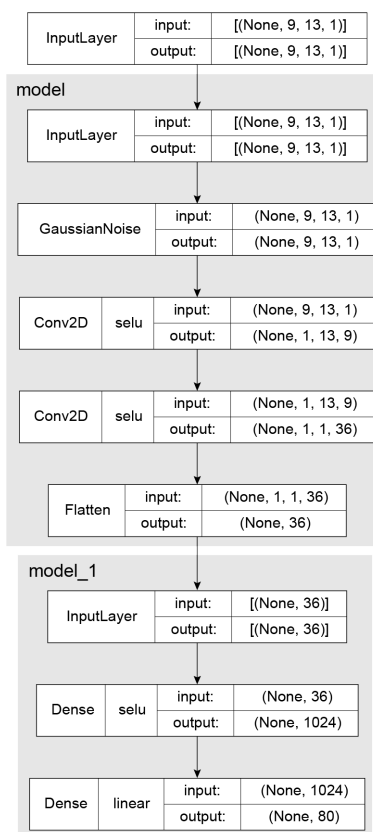 InputLayer input: [(None, 9, 13, 1)]
output: [(None, 9, 13, 1)]
model
InputLayer input: [(None, 9, 13, 1)]
output: [(None, 9, 13, 1)]
GaussianNoise input: (None, 9, 13, 1)
output: (None, 9, 13, 1)
Conv2D selu input: (None, 9, 13, 1)
output: (None, 1, 13, 9)
Conv2D selu input: (None, 1, 13, 9)
output: (None, 1, 1, 36)
Flatten input: (None, 1, 1, 36)
output: (None, 36)
model_1
InputLayer input: [(None, 36)]
output: [(None, 36)]
Dense selu input: (None, 36)
output: (None, 1024)
Dense linear input: (None, 1024)
output: (None, 80)